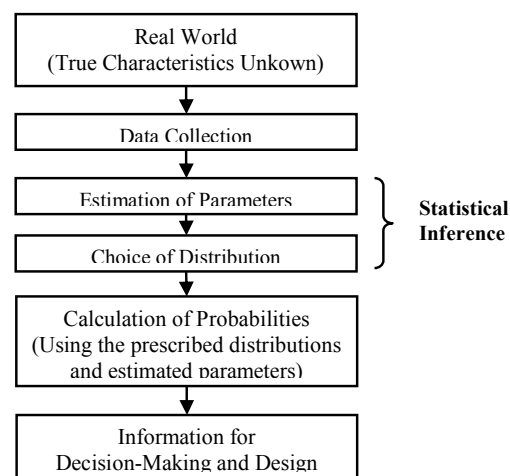 Real World
(True Characteristics Unkown)
Data Collection
Estimation of Parameters
Choice of Distribution
Statistical
Inference
Calculation of Probabilities
(Using the prescribed distributions
and estimated parameters)
Information for
Decision-Making and Design